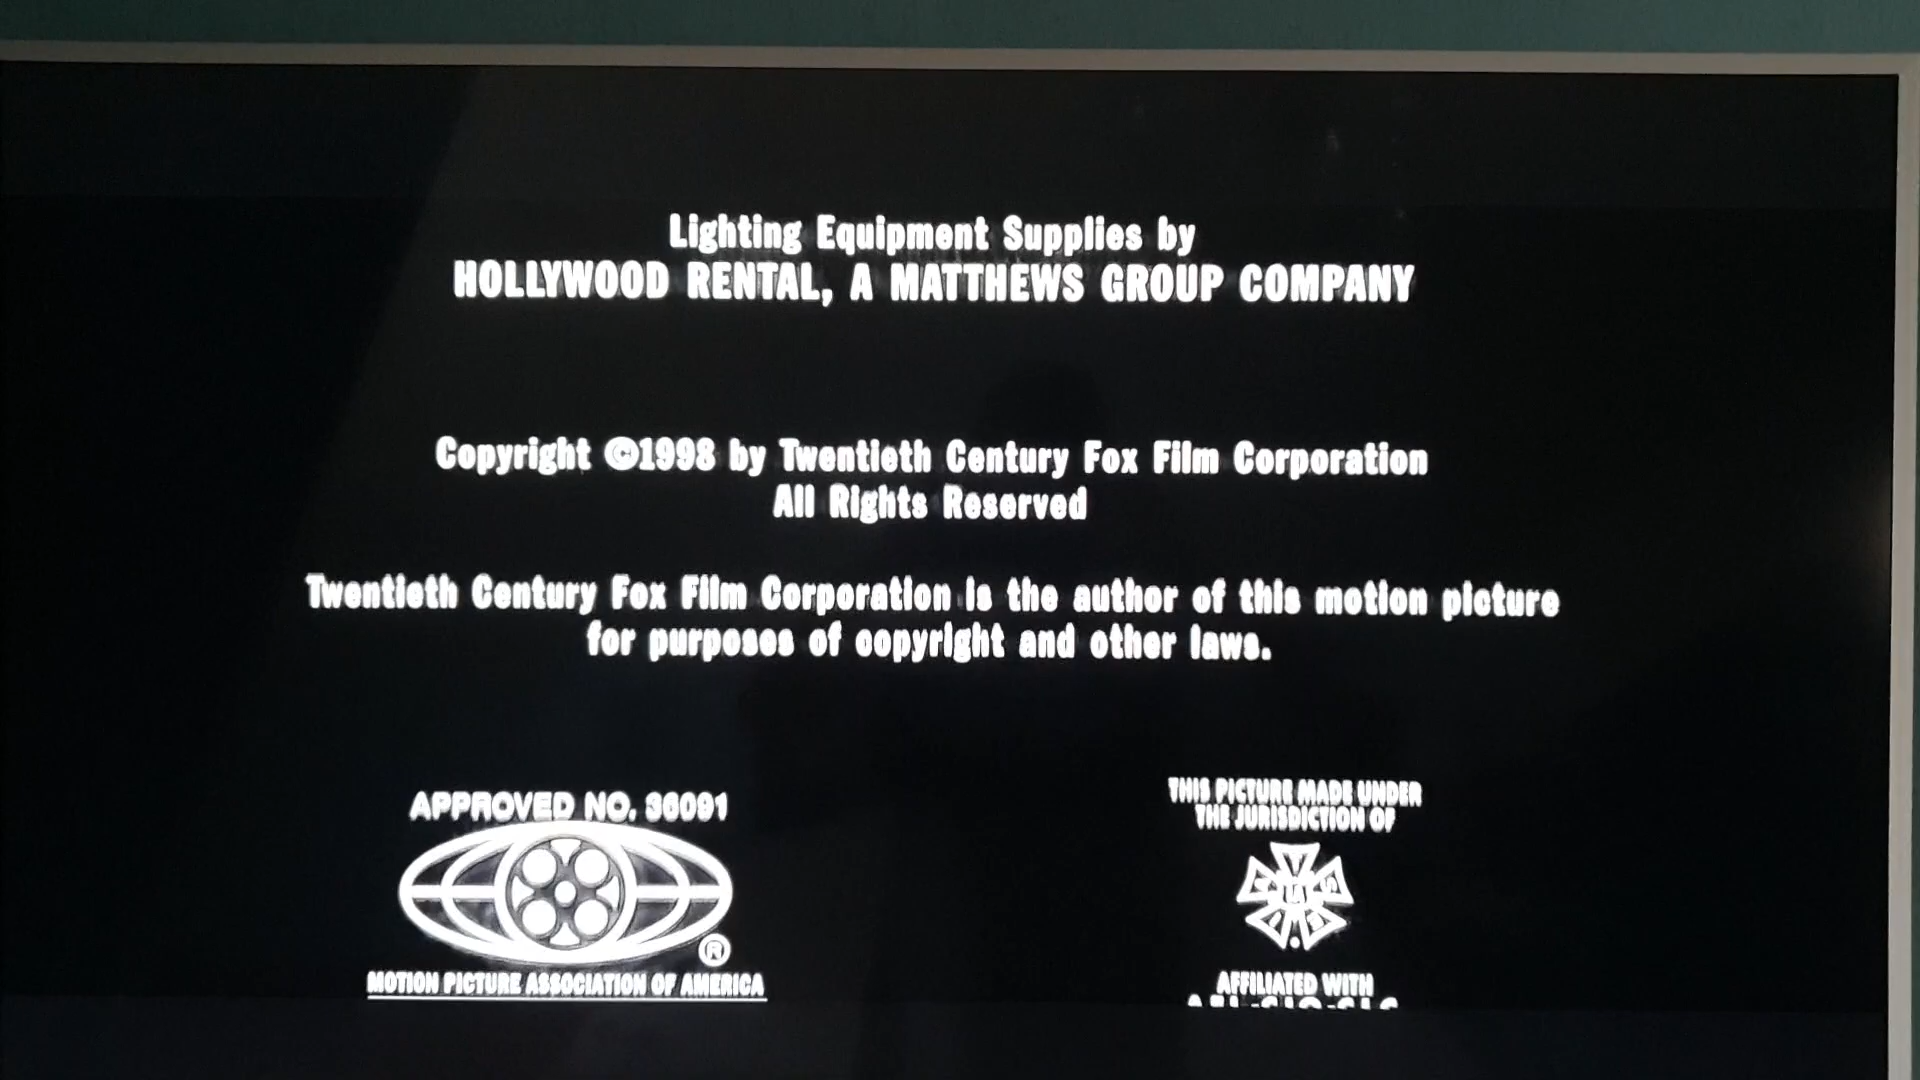 Lighting Equipment Supplies by
HOLLYWOOD RENTAL, A MATTHEWS GROUP COMPANY
Copyright ©1998 by Twentieth Century Fox Film Corporation
All Rights Reserved
Twentieth Century Fox Film Corporation is the author of this motion picture
for purposes of copyright and other laws.
APPROVED NO. 36091
®
MOTION PICTURE ASSOCIATION OF AMERICA
THIS PICTURE MADE UNDER
THE JURISDICTION OF
AFFILIATED WITH